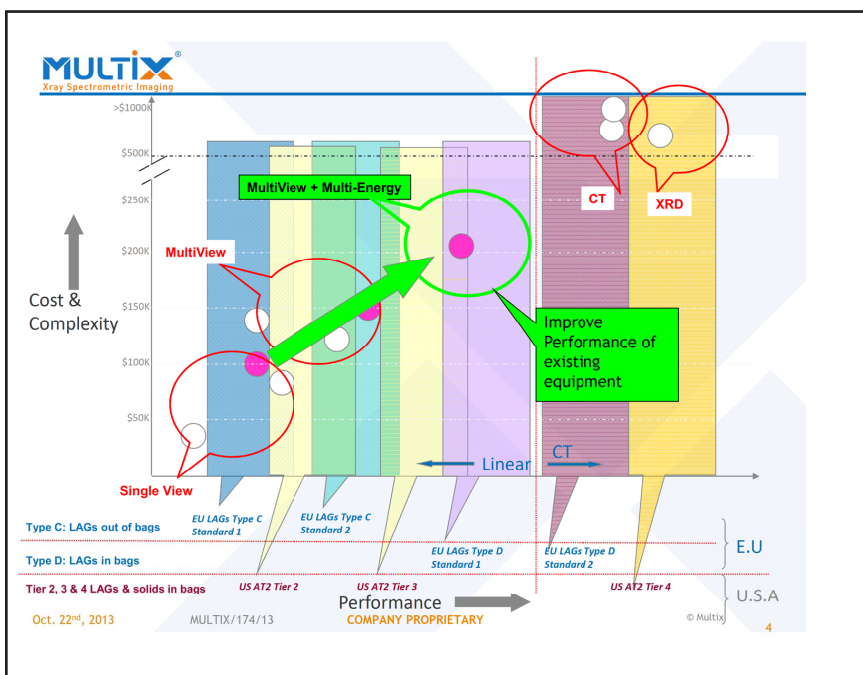 MULTIX®
Xray Spectrometric Imaging
>$1000K
$500K
$250K
$200K
$150K
$100K
$50K
Cost &
Complexity
MultiView + Multi-Energy
MultiView
Single View
CT
XRD
Improve
Performance of
existing
equipment
Linear
CT
Type C: LAGs out of bags
EU LAGs Type C
Standard 1
EU LAGs Type C
Standard 2
Type D: LAGs in bags
EU LAGs Type D
Standard 1
EU LAGs Type D
Standard 2
E.U
Tier 2, 3 & 4 LAGs & solids in bags
US AT2 Tier 2
US AT2 Tier 3
US AT2 Tier 4
U.S.A
Performance
Oct. 22nd, 2013
MULTIX/174/13
COMPANY PROPRIETARY
© Multix
4